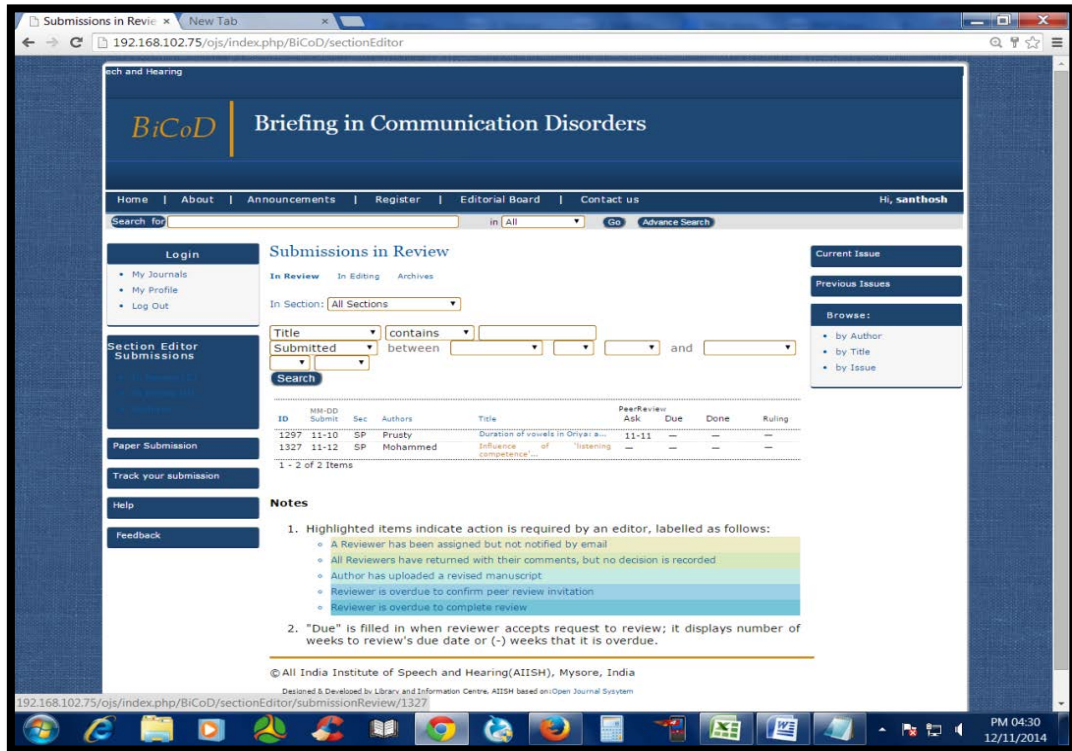 Submissions in Revie
New Tab
192.168.102.75/ojs/index.php/BiCoD/sectionEditor
ech and Hearing
BiCoD
Briefing in Communication Disorders
Home | About | Announcements | Register | Editorial Board | Contact us
Hi, santhosh
Search for in All Go Advance Search
Login
• My Journals
• My Profile
• Log Out
Section Editor
Submissions
Paper Submission
Track your submission
Help
Feedback
Submissions in Review
In Review In Editing Archives
In Section: All Sections
Title contains
Submitted between and
Search
MM-DD PeerReview
ID Submit Sec Authors Title Ask Due Done Ruling
1297 11-10 SP Prusty Duration of vowels in Oriya: a... 11-11 — — —
1327 11-12 SP Mohammed Influence of 'listening — — — —
competence'...
1 - 2 of 2 Items
Notes
1. Highlighted items indicate action is required by an editor, labelled as follows:
A Reviewer has been assigned but not notified by email
All Reviewers have returned with their comments, but no decision is recorded
Author has uploaded a revised manuscript
Reviewer is overdue to confirm peer review invitation
Reviewer is overdue to complete review
2. "Due" is filled in when reviewer accepts request to review; it displays number of
weeks to review's due date or (-) weeks that it is overdue.
© All India Institute of Speech and Hearing(AIISH), Mysore, India
Designed & Developed by Library and Information Centre, AIISH based on:Open Journal Sysytem
Current Issue
Previous Issues
Browse:
• by Author
• by Title
• by Issue
192.168.102.75/ojs/index.php/BiCoD/sectionEditor/submissionReview/1327
PM 04:30
12/11/2014